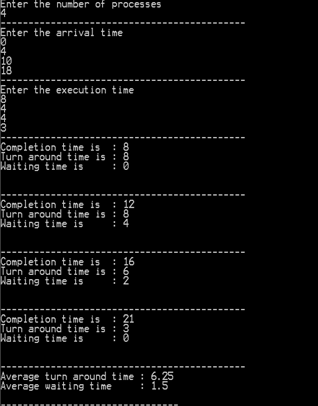 Enter the number of processes
4
-------------------------------------------
Enter the arrival time
0
4
10
18
-------------------------------------------
Enter the execution time
8
4
4
3
-------------------------------------------
Completion time is  : 8
Turn around time is : 8
Waiting time is     : 0
-------------------------------------------
Completion time is  : 12
Turn around time is : 8
Waiting time is     : 4
-------------------------------------------
Completion time is  : 16
Turn around time is : 6
Waiting time is     : 2
-------------------------------------------
Completion time is  : 21
Turn around time is : 3
Waiting time is     : 0
-------------------------------------------
Average turn around time : 6.25
Average waiting time     : 1.5
-------------------------------